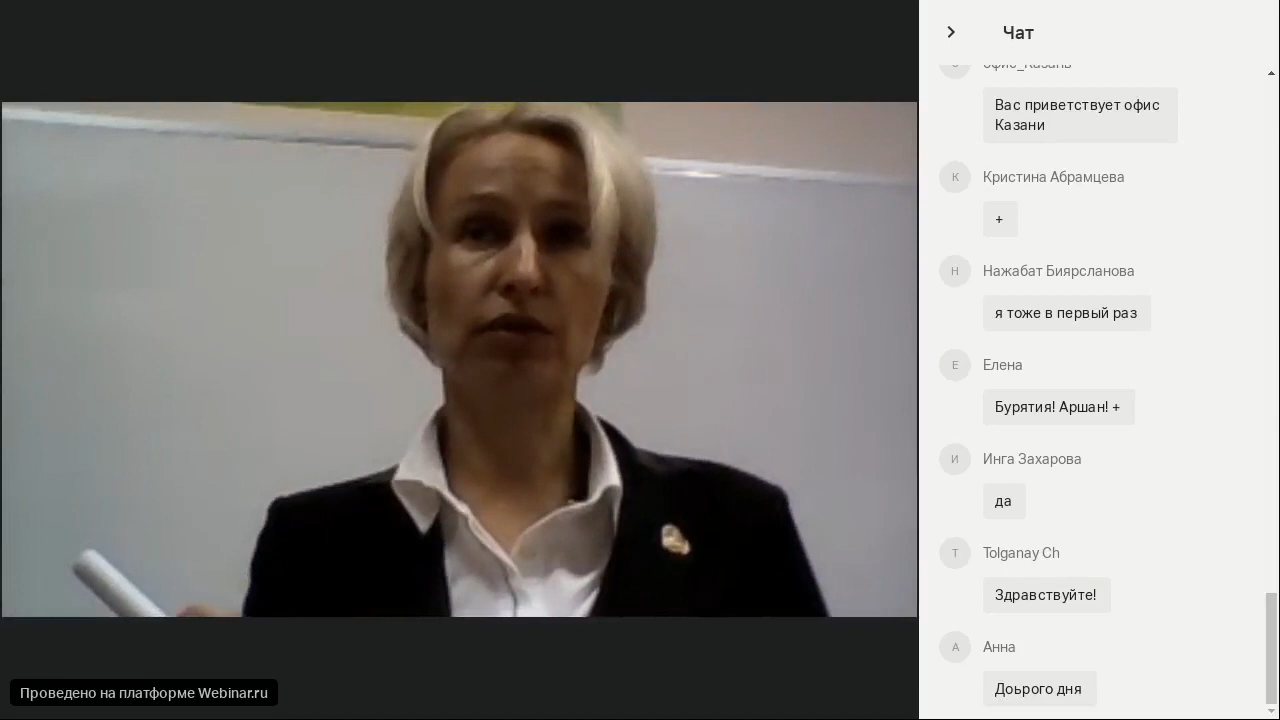 Чат
офис_Казань
Вас приветствует офис
Казани
К
Кристина Абрамцева
+
Н
Нажабат Биярсланова
я тоже в первый раз
Е
Елена
Бурятия! Аршан! +
И
Инга Захарова
да
T
Tolganay Ch
Здравствуйте!
А
Анна
Доьрого дня
Проведено на платформе Webinar.ru